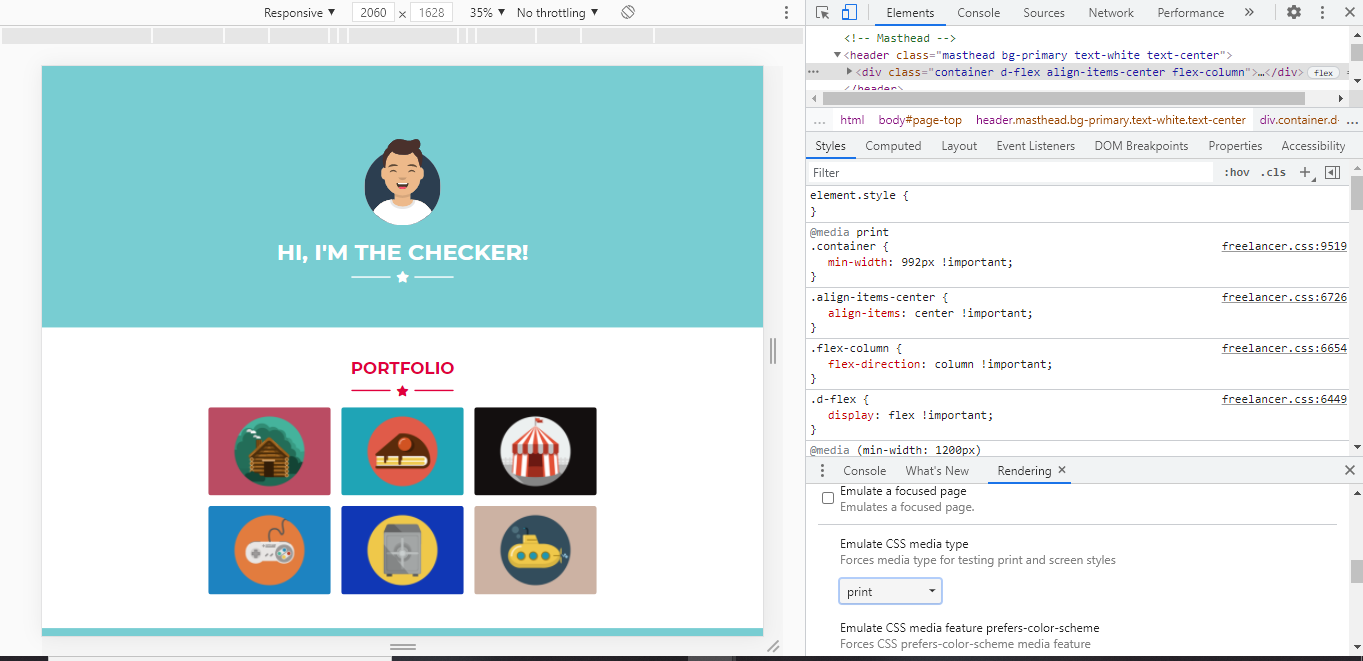 Responsive ▼ 2060 × 1628 35% ▼ No throttling ▼
Elements Console Sources Network Performance »
<!-- Masthead -->
▼<header class="masthead bg-primary text-white text-center">
… ▶<div class="container d-flex align-items-center flex-column">…</div> flex
</header>
… html body#page-top header.masthead.bg-primary.text-white.text-center div.container.d- …
Styles Computed Layout Event Listeners DOM Breakpoints Properties Accessibility
Filter :hov .cls +
element.style {
}
@media print
.container { freelancer.css:9519
min-width: 992px !important;
}
.align-items-center { freelancer.css:6726
align-items: center !important;
}
.flex-column { freelancer.css:6654
flex-direction: column !important;
}
.d-flex { freelancer.css:6449
display: flex !important;
}
@media (min-width: 1200px)
Console What's New Rendering ×
Emulate a focused page
Emulates a focused page.
Emulate CSS media type
Forces media type for testing print and screen styles
print
Emulate CSS media feature prefers-color-scheme
Forces CSS prefers-color-scheme media feature
HI, I'M THE CHECKER!
PORTFOLIO